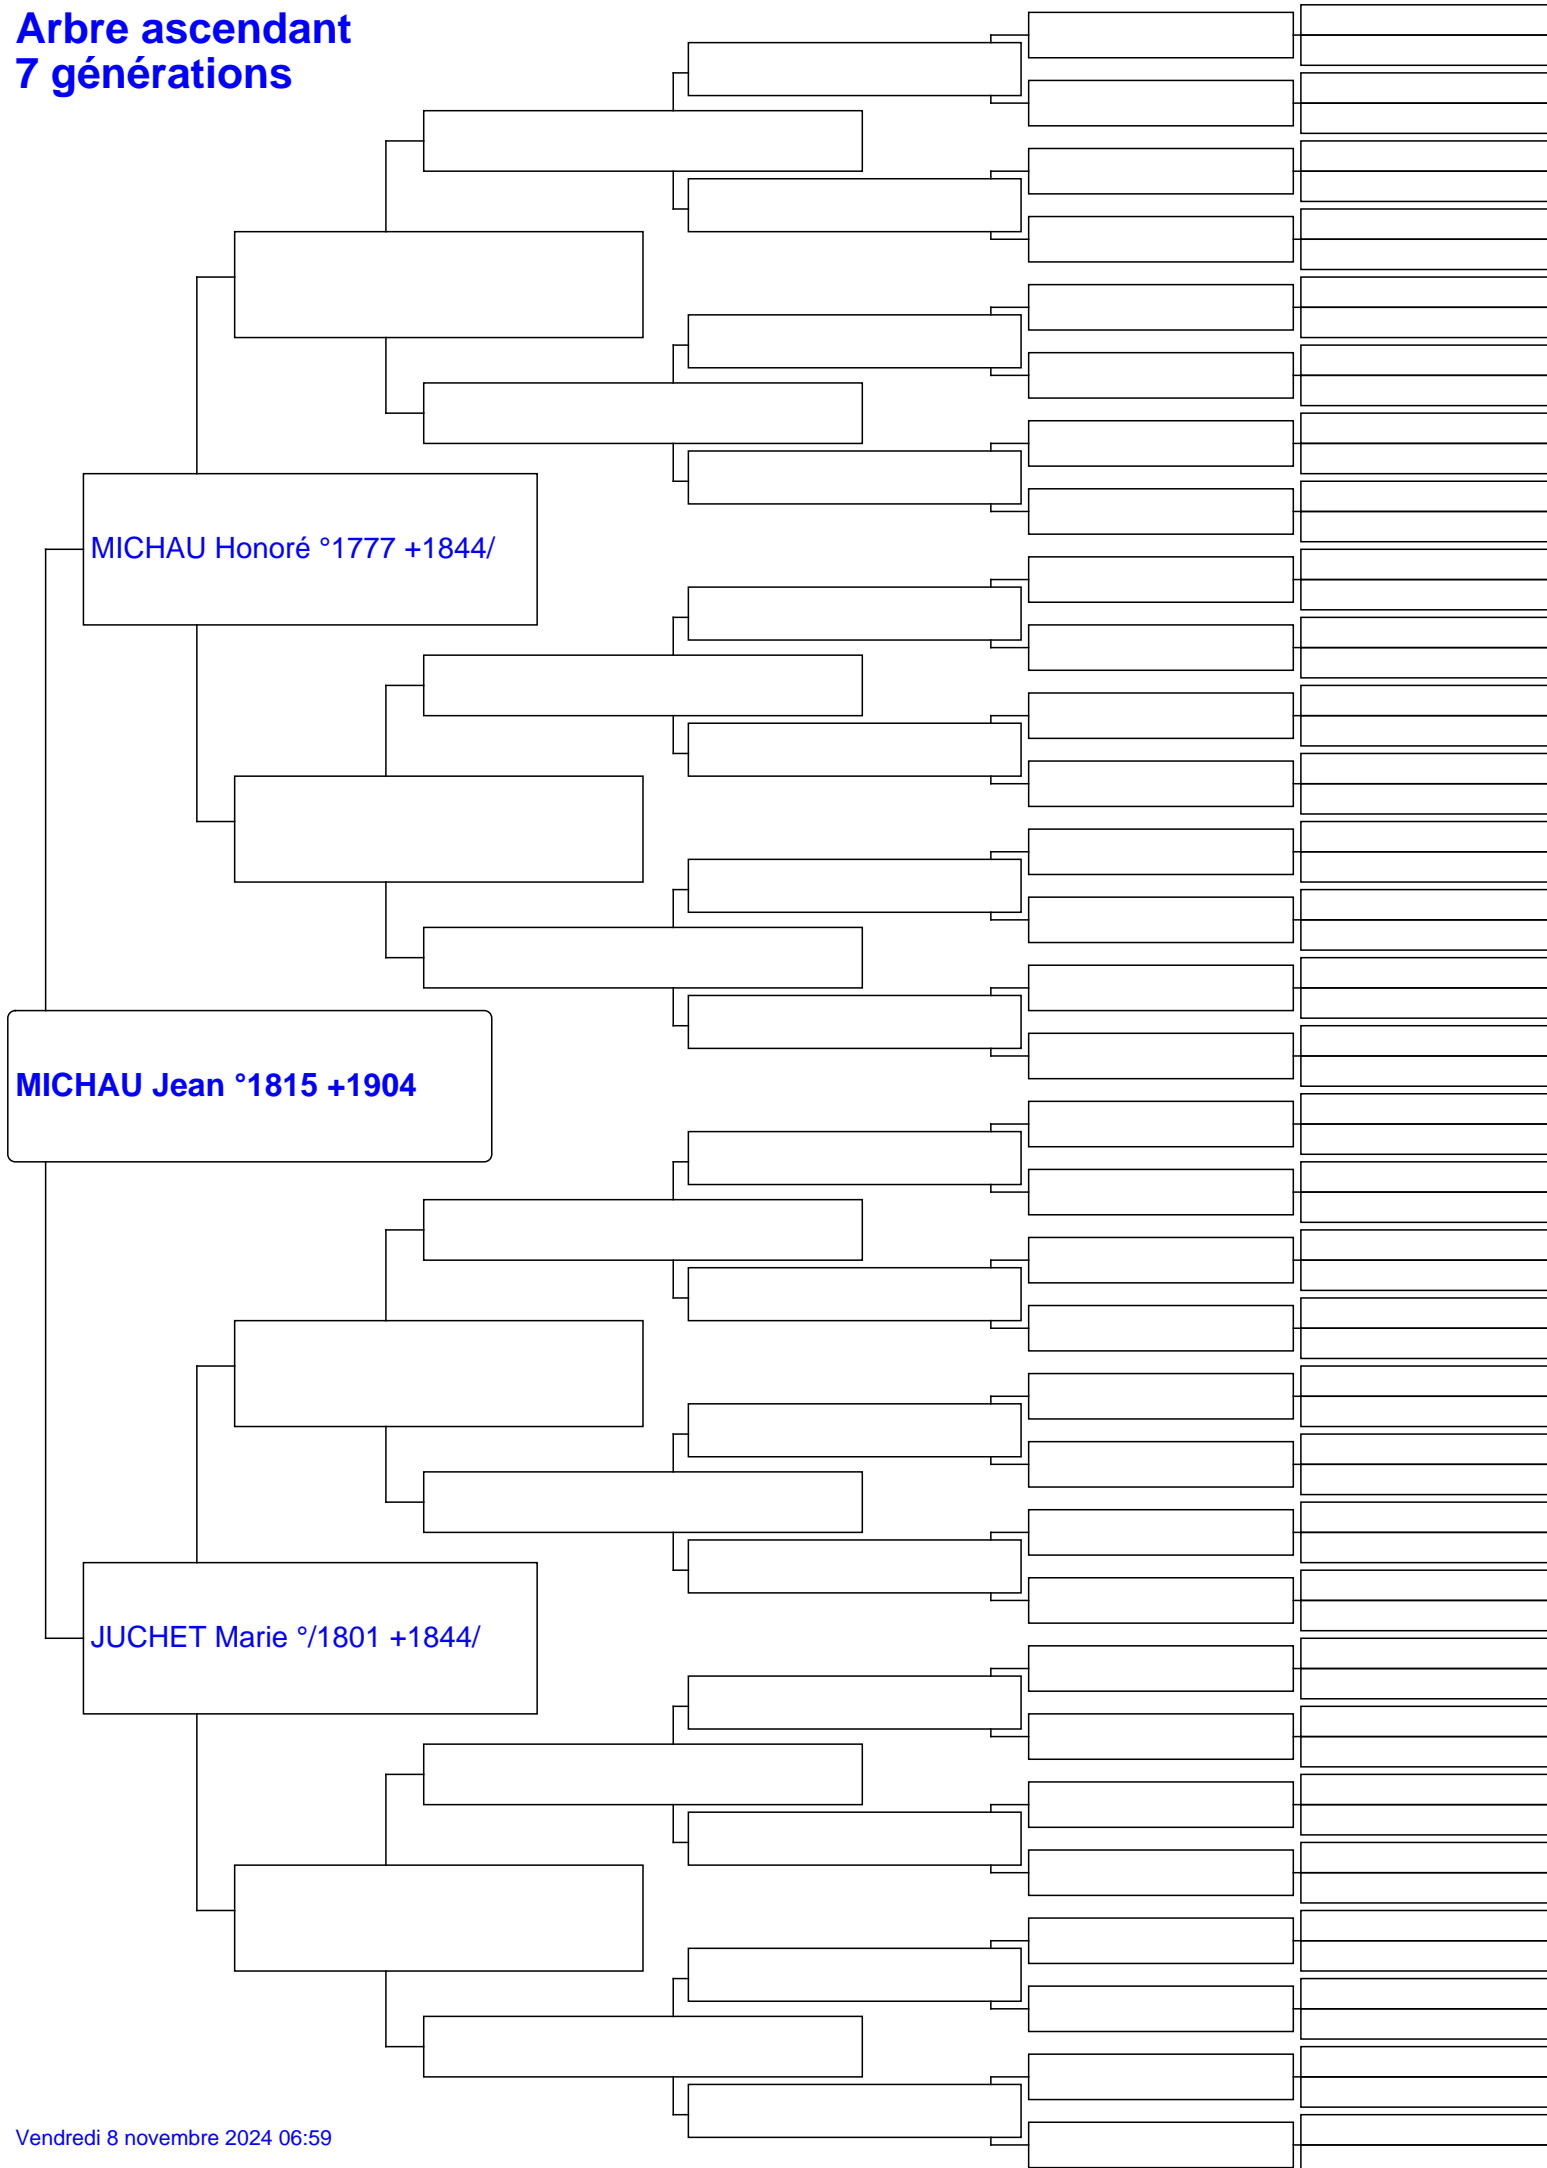 Arbre ascendant
7 générations
MICHAU Honoré °1777 +1844/
MICHAU Jean °1815 +1904
JUCHET Marie °/1801 +1844/
Vendredi 8 novembre 2024 06:59